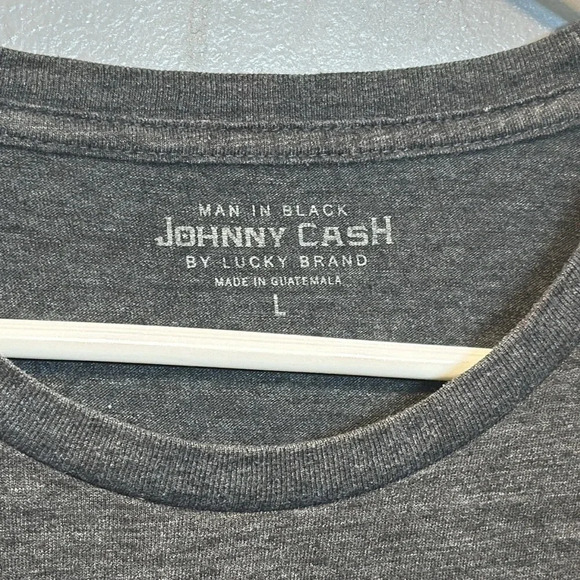 MAN IN BLACK
JOHNNY CASH
BY LUCKY BRAND
MADE IN GUATEMALA
L